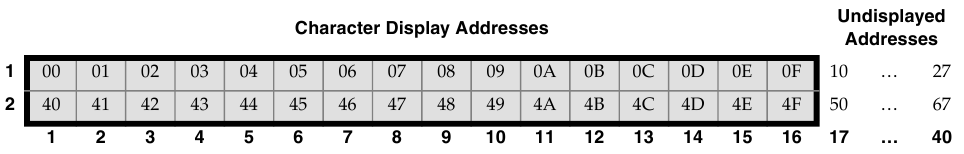 Character Display Addresses
Undisplayed
Addresses
1 00 01 02 03 04 05 06 07 08 09 0A 0B 0C 0D 0E 0F 10 ... 27
2 40 41 42 43 44 45 46 47 48 49 4A 4B 4C 4D 4E 4F 50 ... 67
1 2 3 4 5 6 7 8 9 10 11 12 13 14 15 16 17 ... 40